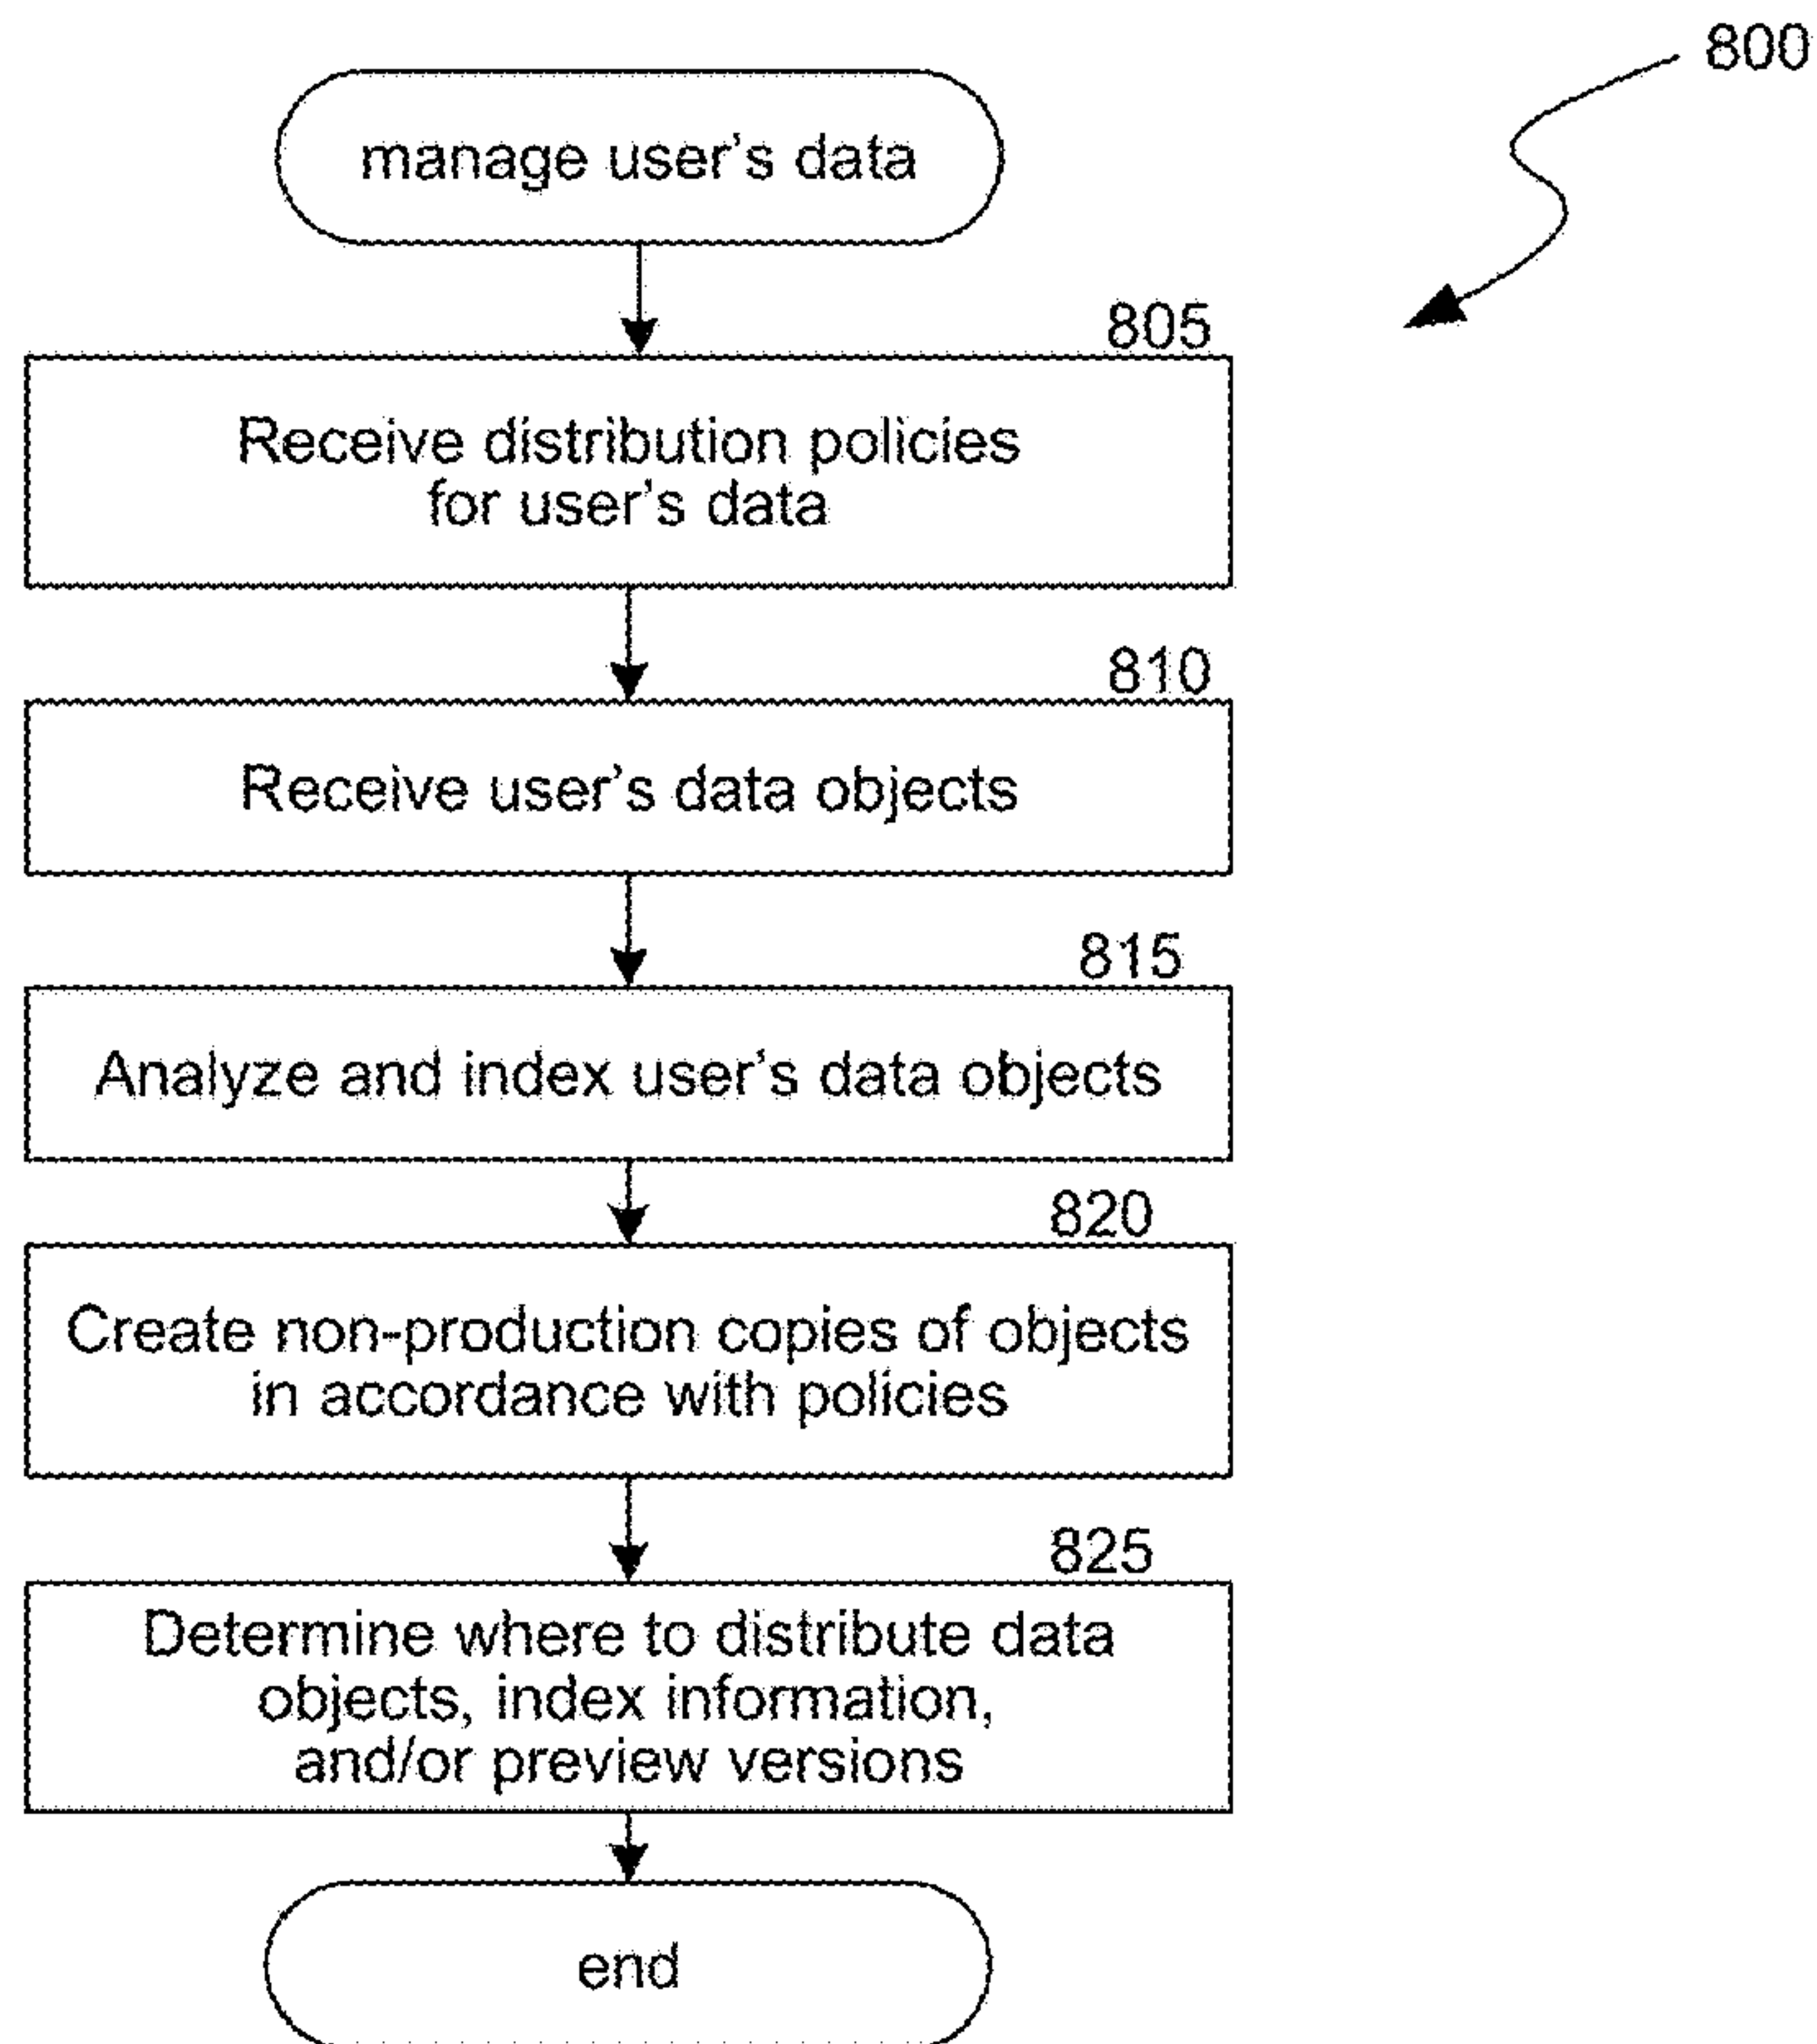 800
manage user's data
805
Receive distribution policies
for user's data
810
Receive user's data objects
815
Analyze and index user's data objects
820
Create non-production copies of objects
in accordance with policies
825
Determine where to distribute data
objects, index information,
and/or preview versions
end